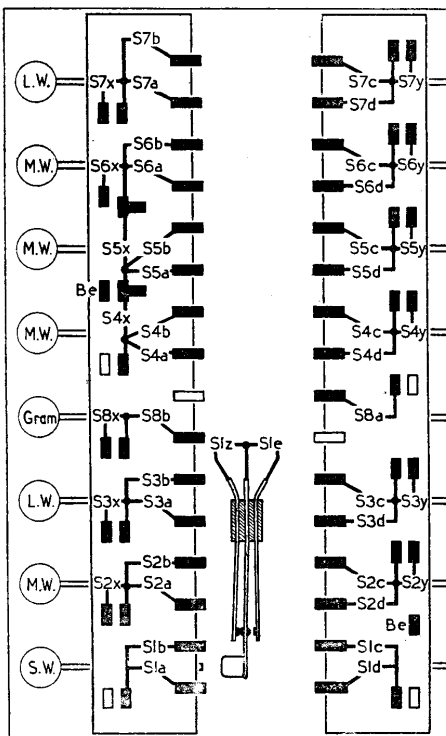 S7b
L.W. S7x S7a S7c S7y
S7d
S6b
M.W. S6x S6a S6c S6y
S6d
M.W. S5x S5b S5c S5y
S5a S5d
Be
S4x
M.W. S4b S4c S4y
S4a S4d
Gram S8x S8b S8a
S1z S1e
S3b
L.W. S3x S3a S3c S3y
S3d
S2b
M.W. S2x S2a S2c S2y
S2d
Be
S1b S1c
S.W. S1a S1d